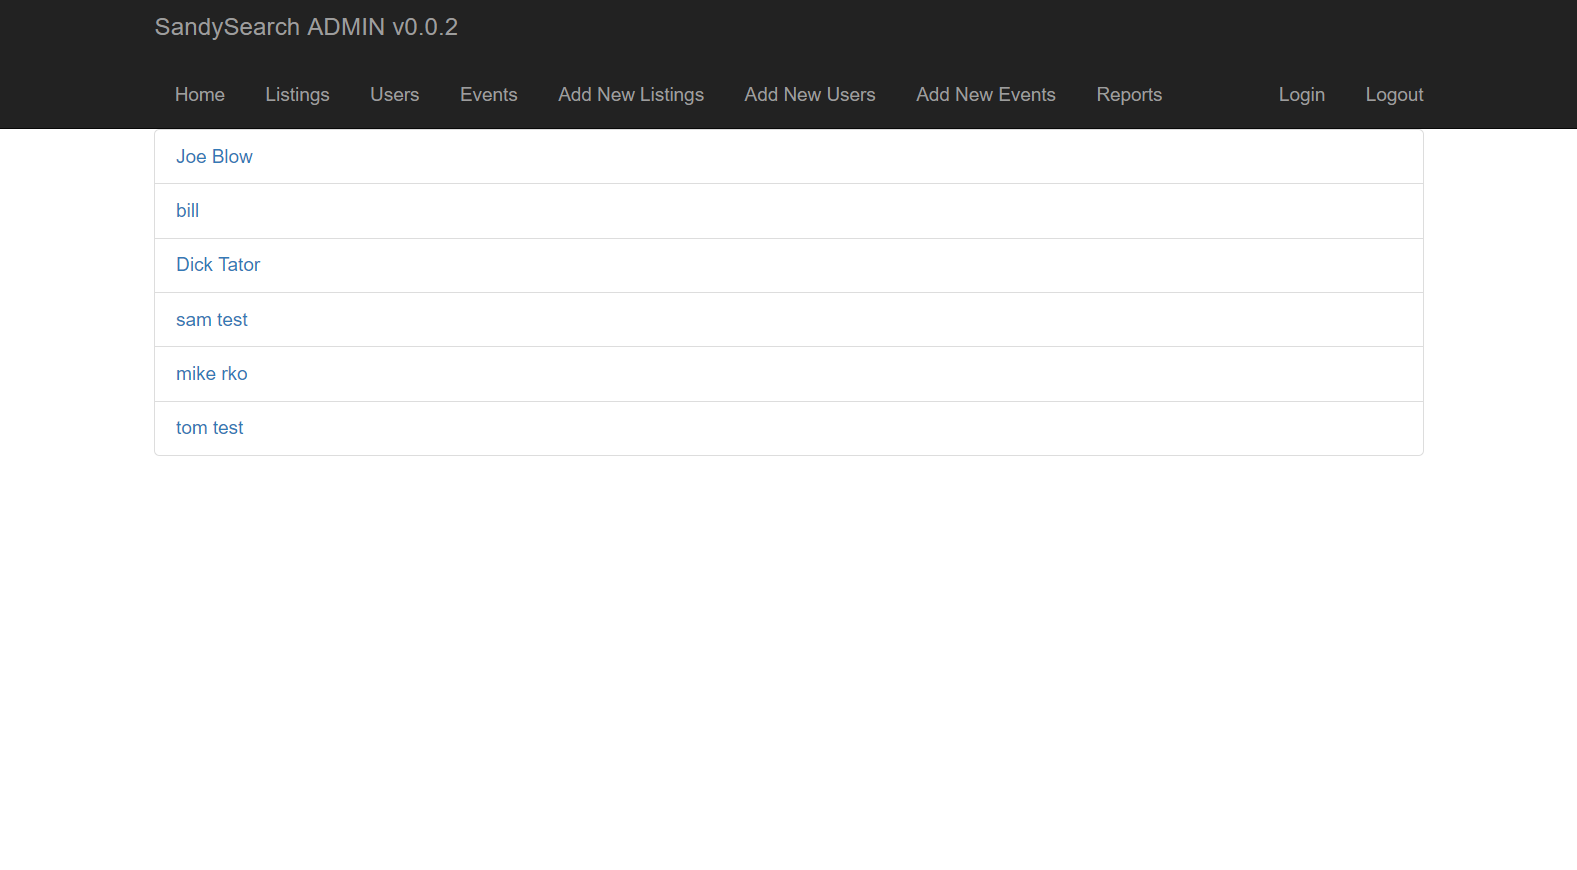 SandySearch ADMIN v0.0.2
Home Listings Users Events Add New Listings Add New Users Add New Events Reports Login Logout
Joe Blow
bill
Dick Tator
sam test
mike rko
tom test